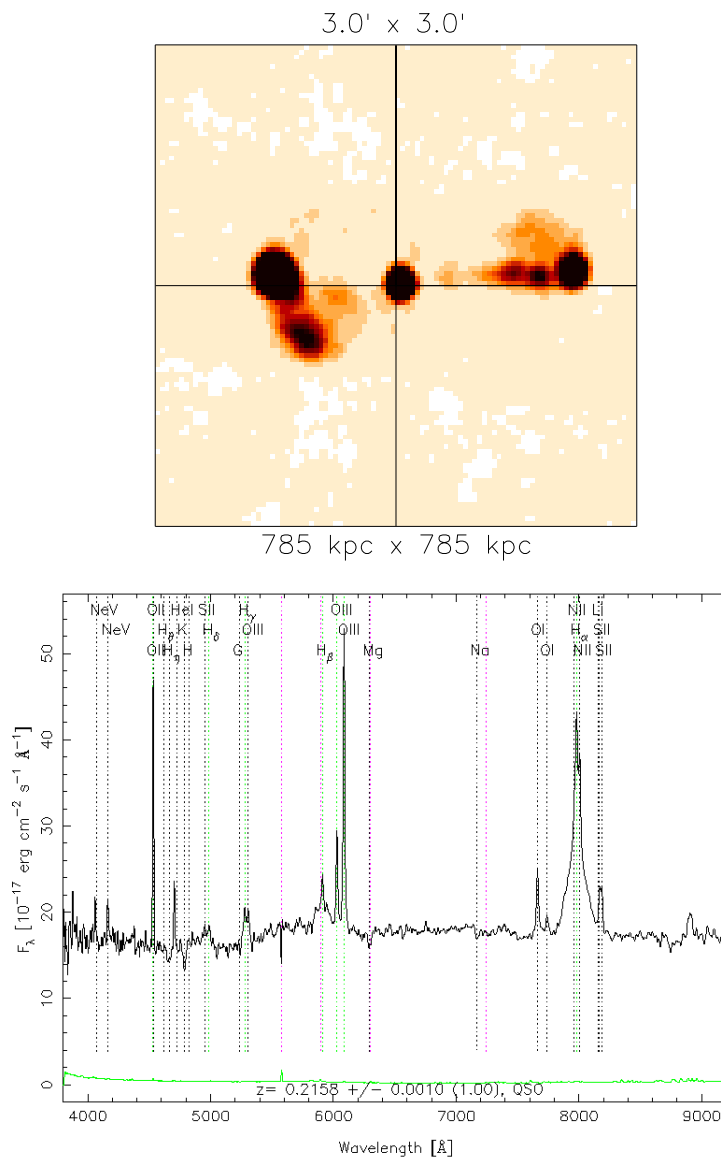 3.0' x 3.0'
785 kpc x 785 kpc
NeV OII HeI SII Hγ OIII NII Li
NeV Hθ K Hδ OIII OI Hα SII
OII Hη H G Hβ OIII Mg Na OI NII SII
50
40
30
20
10
0
Fλ [10⁻¹⁷ erg cm⁻² s⁻¹ Å⁻¹]
z= 0.2158 +/- 0.0010 (1.00), QSO
4000 5000 6000 7000 8000 9000
Wavelength [Å]